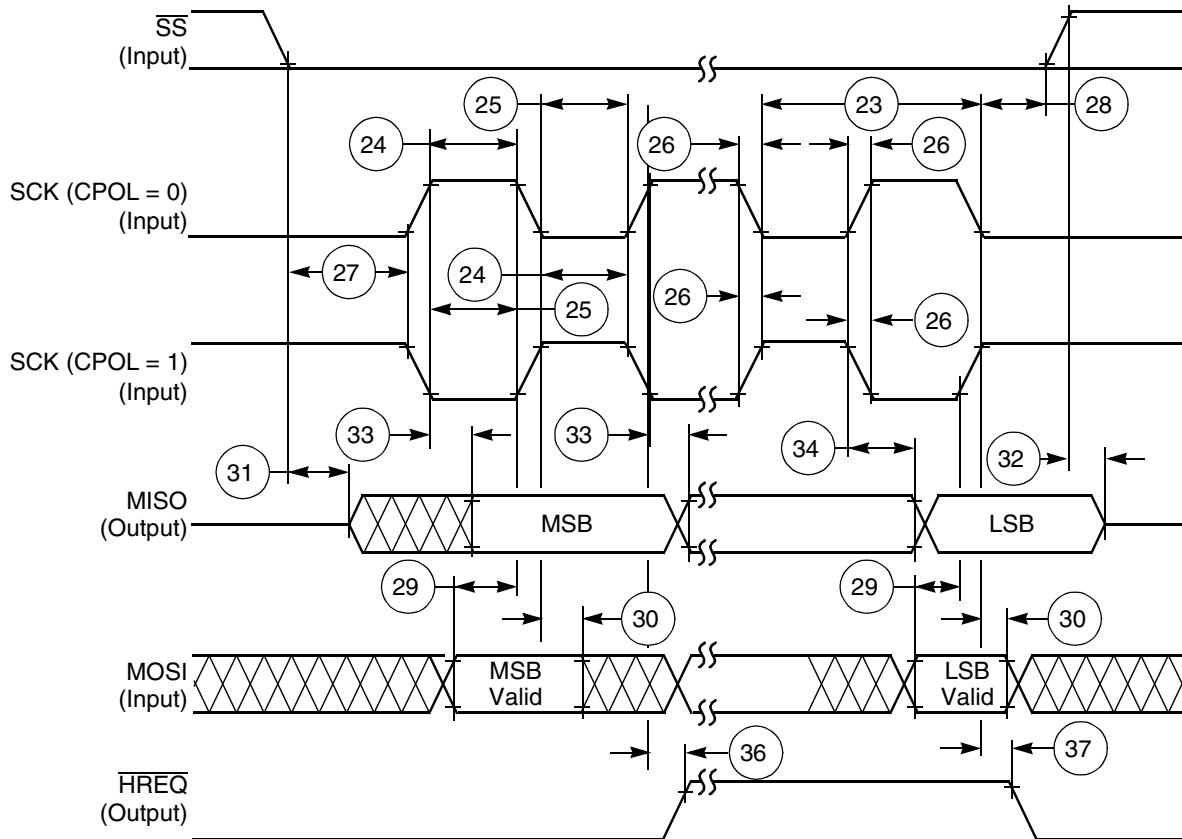 SS
(Input)
25
23
28
24
26
26
SCK (CPOL = 0)
(Input)
27
24
26
25
26
SCK (CPOL = 1)
(Input)
33
33
34
31
32
MISO
(Output)
MSB
LSB
29
29
30
30
MOSI
(Input)
MSB
Valid
LSB
Valid
36
37
HREQ
(Output)